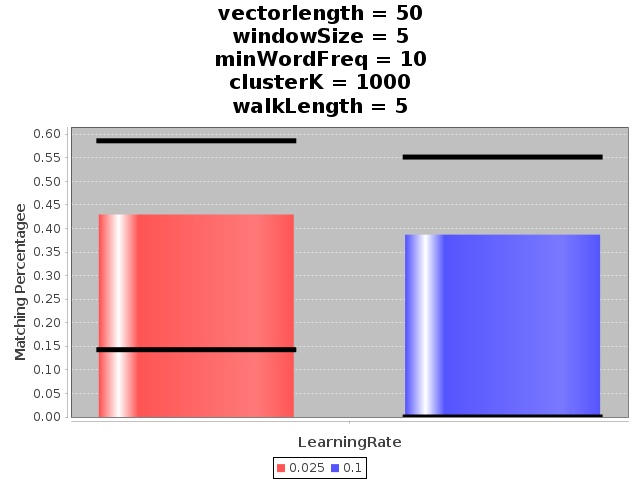 vectorlength = 50
windowSize = 5
minWordFreq = 10
clusterK = 1000
walkLength = 5
0.60
0.55
0.50
0.45
0.40
0.35
0.30
0.25
0.20
0.15
0.10
0.05
0.00
Matching Percentagee
LearningRate
0.025 0.1